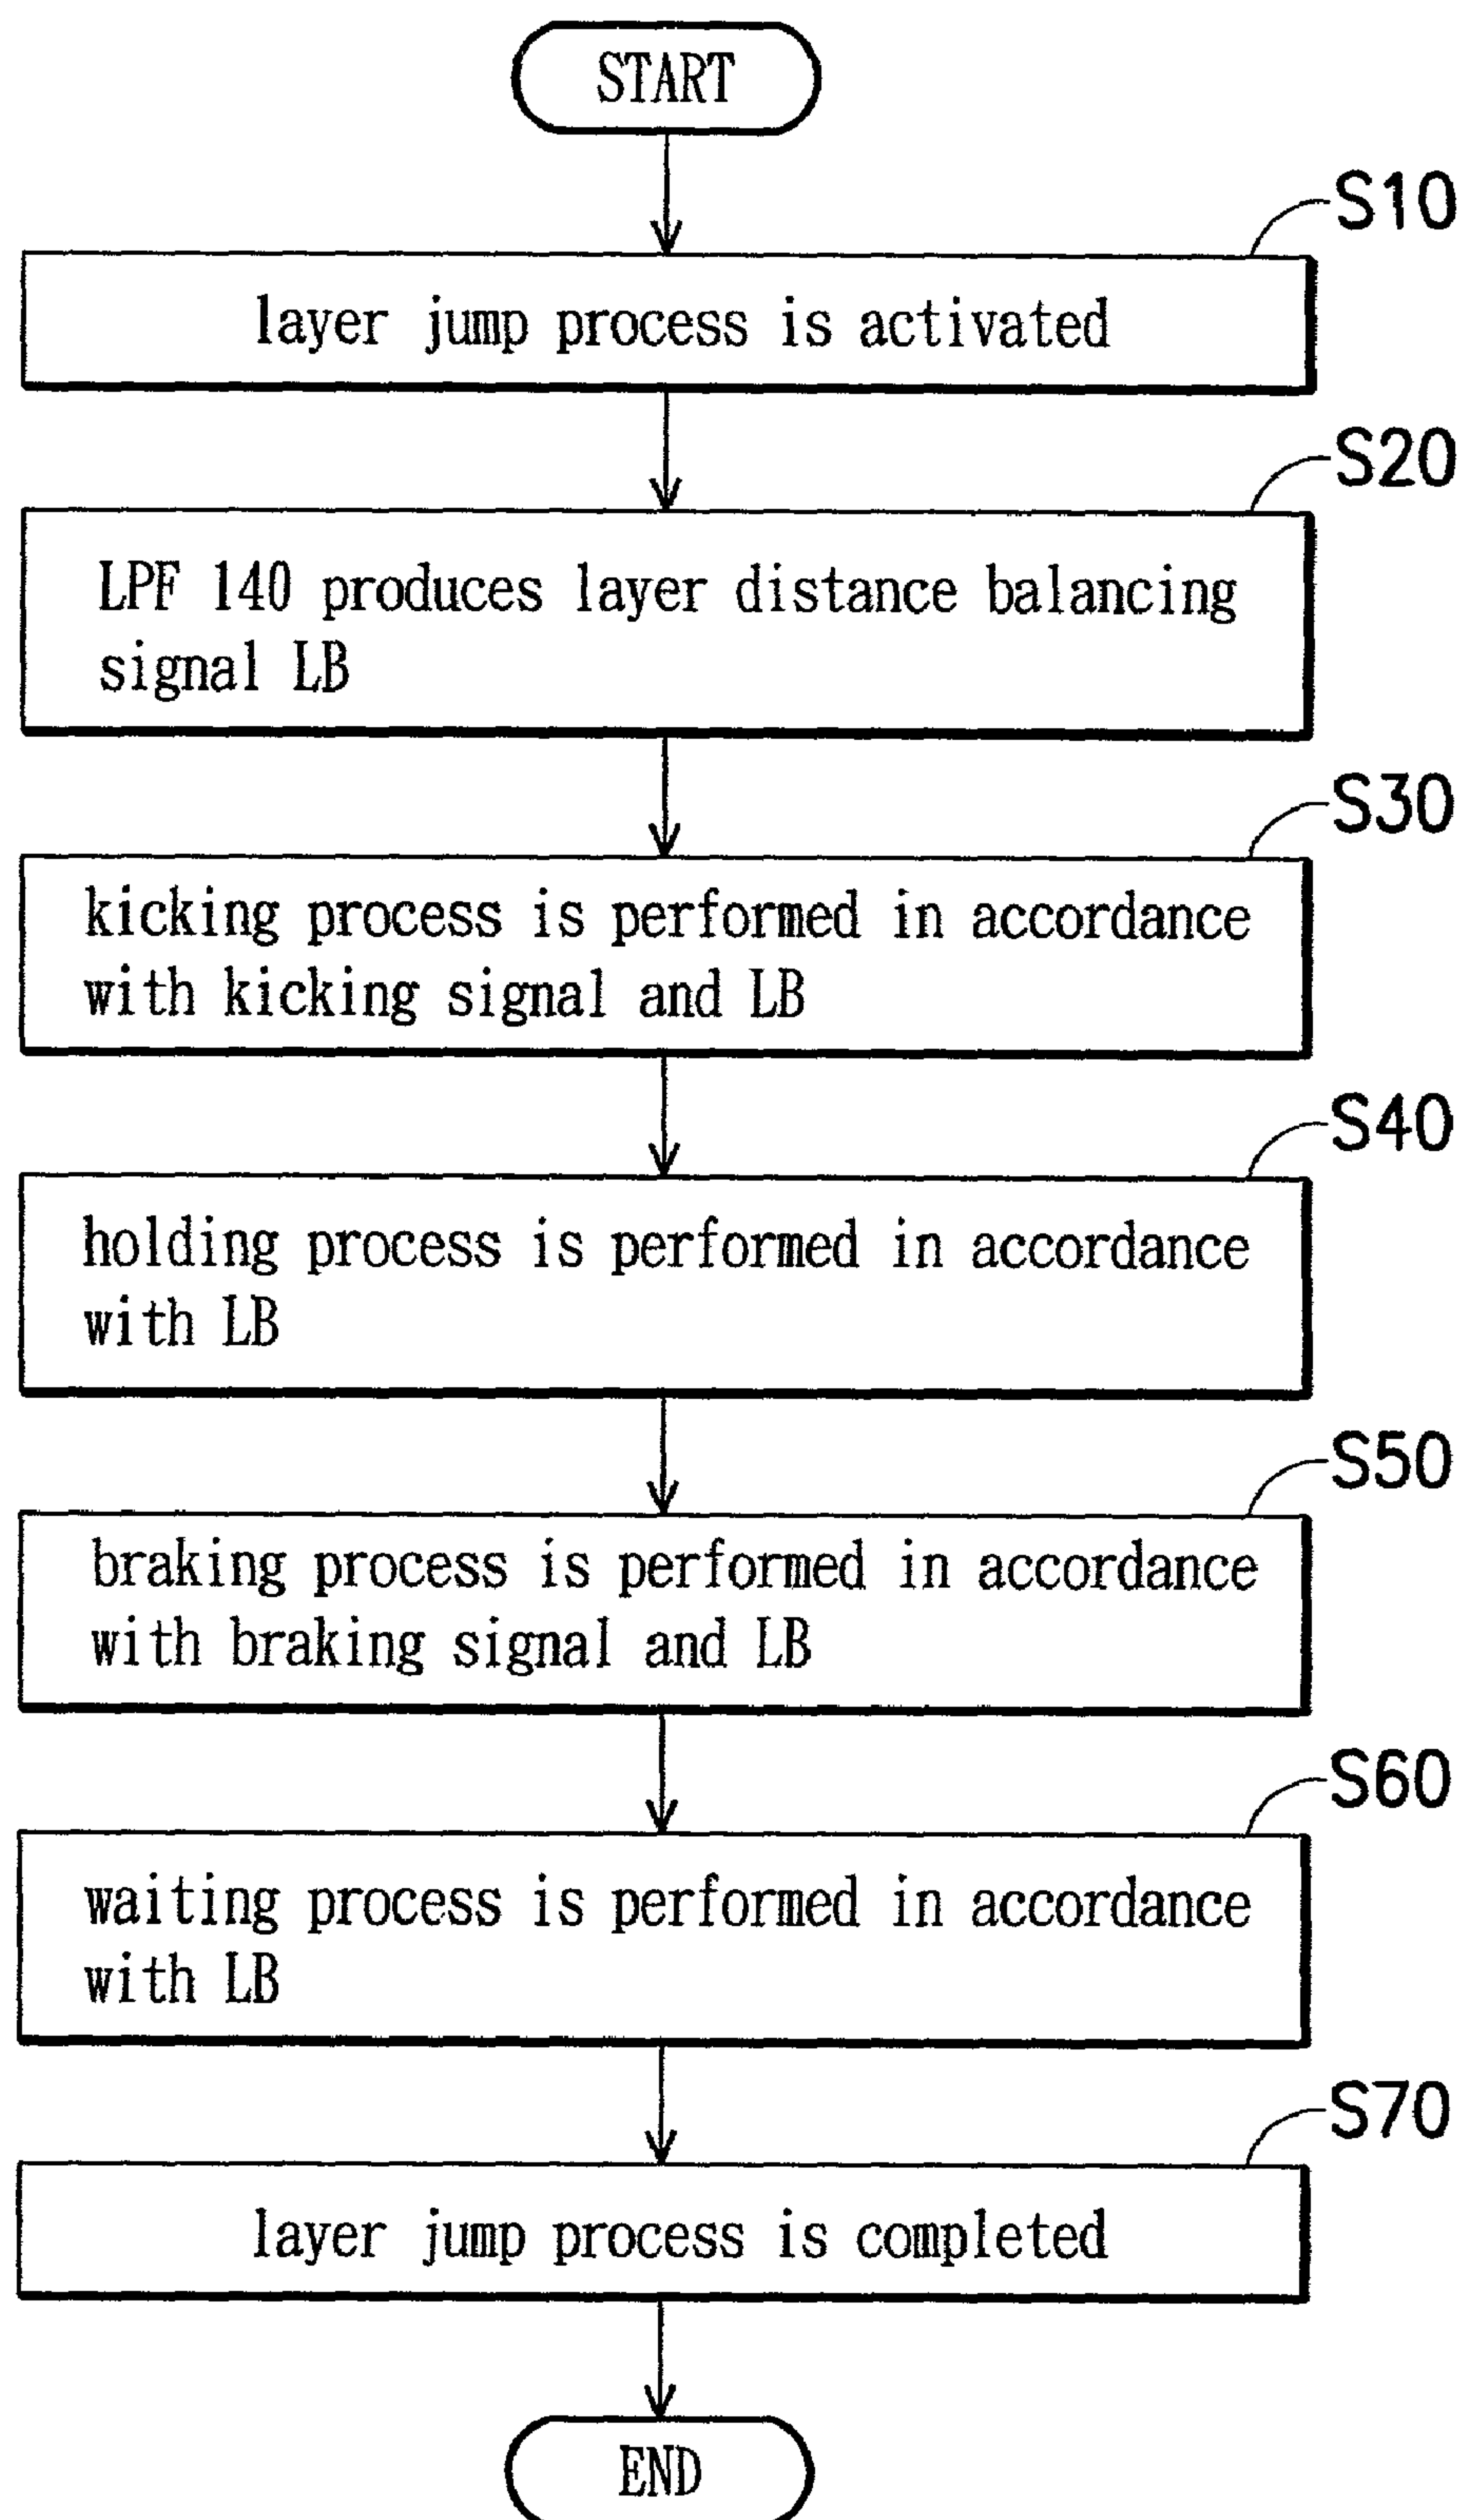 START
S10
layer jump process is activated
S20
LPF 140 produces layer distance balancing
signal LB
S30
kicking process is performed in accordance
with kicking signal and LB
S40
holding process is performed in accordance
with LB
S50
braking process is performed in accordance
with braking signal and LB
S60
waiting process is performed in accordance
with LB
S70
layer jump process is completed
END